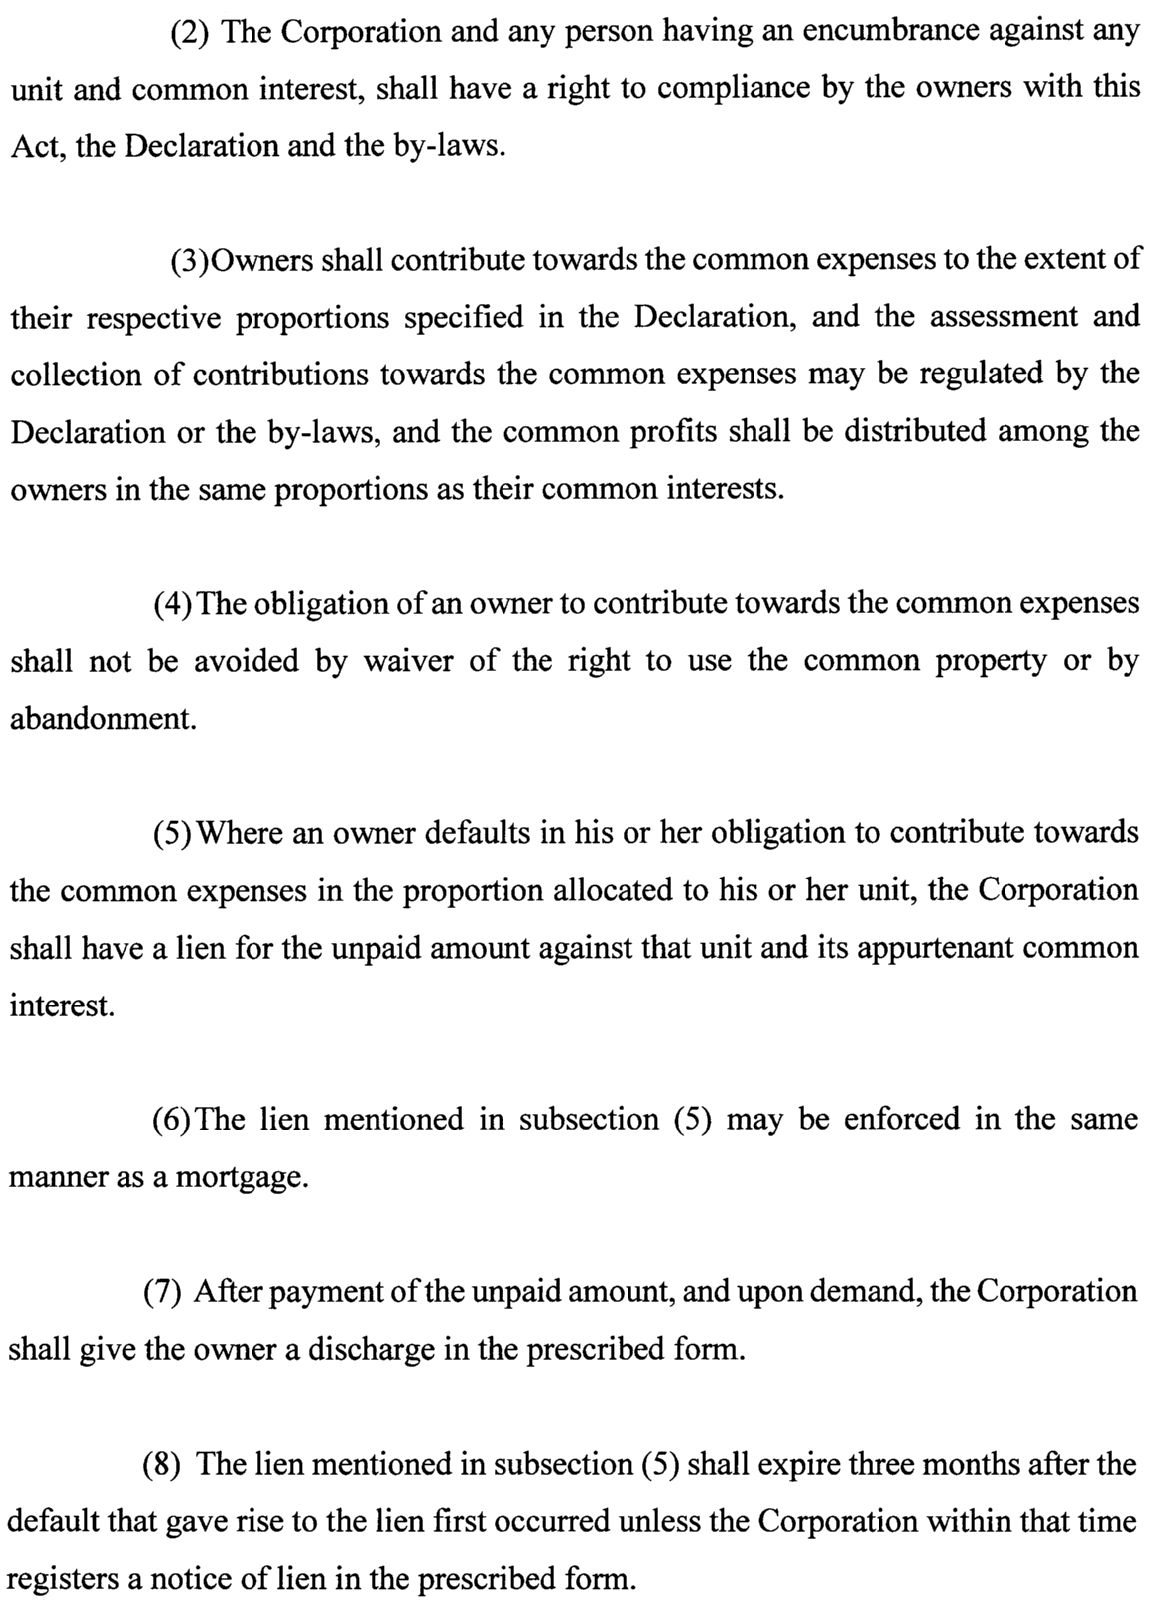 (2) The Corporation and any person having an encumbrance against any
unit and common interest, shall have a right to compliance by the owners with this
Act, the Declaration and the by-laws.
(3)Owners shall contribute towards the common expenses to the extent of
their respective proportions specified in the Declaration, and the assessment and
collection of contributions towards the common expenses may be regulated by the
Declaration or the by-laws, and the common profits shall be distributed among the
owners in the same proportions as their common interests.
(4)The obligation of an owner to contribute towards the common expenses
shall not be avoided by waiver of the right to use the common property or by
abandonment.
(5)Where an owner defaults in his or her obligation to contribute towards
the common expenses in the proportion allocated to his or her unit, the Corporation
shall have a lien for the unpaid amount against that unit and its appurtenant common
interest.
(6)The lien mentioned in subsection (5) may be enforced in the same
manner as a mortgage.
(7) After payment of the unpaid amount, and upon demand, the Corporation
shall give the owner a discharge in the prescribed form.
(8) The lien mentioned in subsection (5) shall expire three months after the
default that gave rise to the lien first occurred unless the Corporation within that time
registers a notice of lien in the prescribed form.